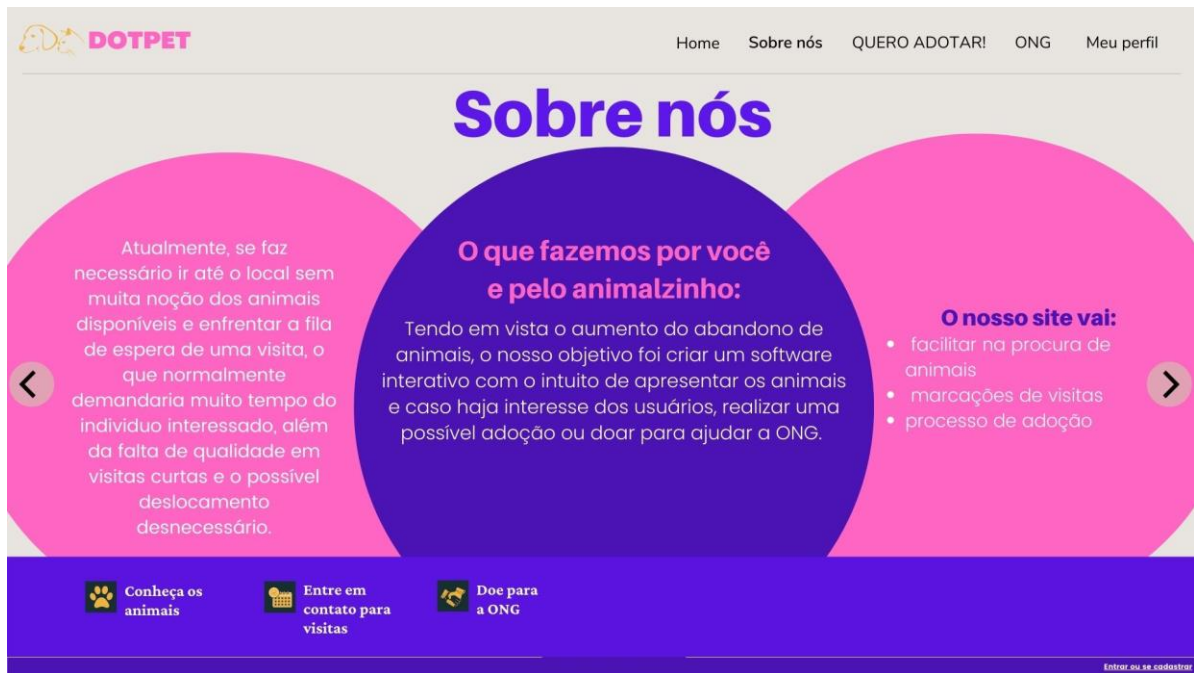 DOTPET
Home Sobre nós QUERO ADOTAR! ONG Meu perfil
Sobre nós
Atualmente, se faz
necessário ir até o local sem
muita noção dos animais
disponíveis e enfrentar a fila
de espera de uma visita, o
que normalmente
demandaria muito tempo do
individuo interessado, além
da falta de qualidade em
visitas curtas e o possível
deslocamento
desnecessário.
O que fazemos por você
e pelo animalzinho:
Tendo em vista o aumento do abandono de
animais, o nosso objetivo foi criar um software
interativo com o intuito de apresentar os animais
e caso haja interesse dos usuários, realizar uma
possível adoção ou doar para ajudar a ONG.
O nosso site vai:
• facilitar na procura de
animais
• marcações de visitas
• processo de adoção
Conheça os
animais
Entre em
contato para
visitas
Doe para
a ONG
Entrar ou se cadastrar